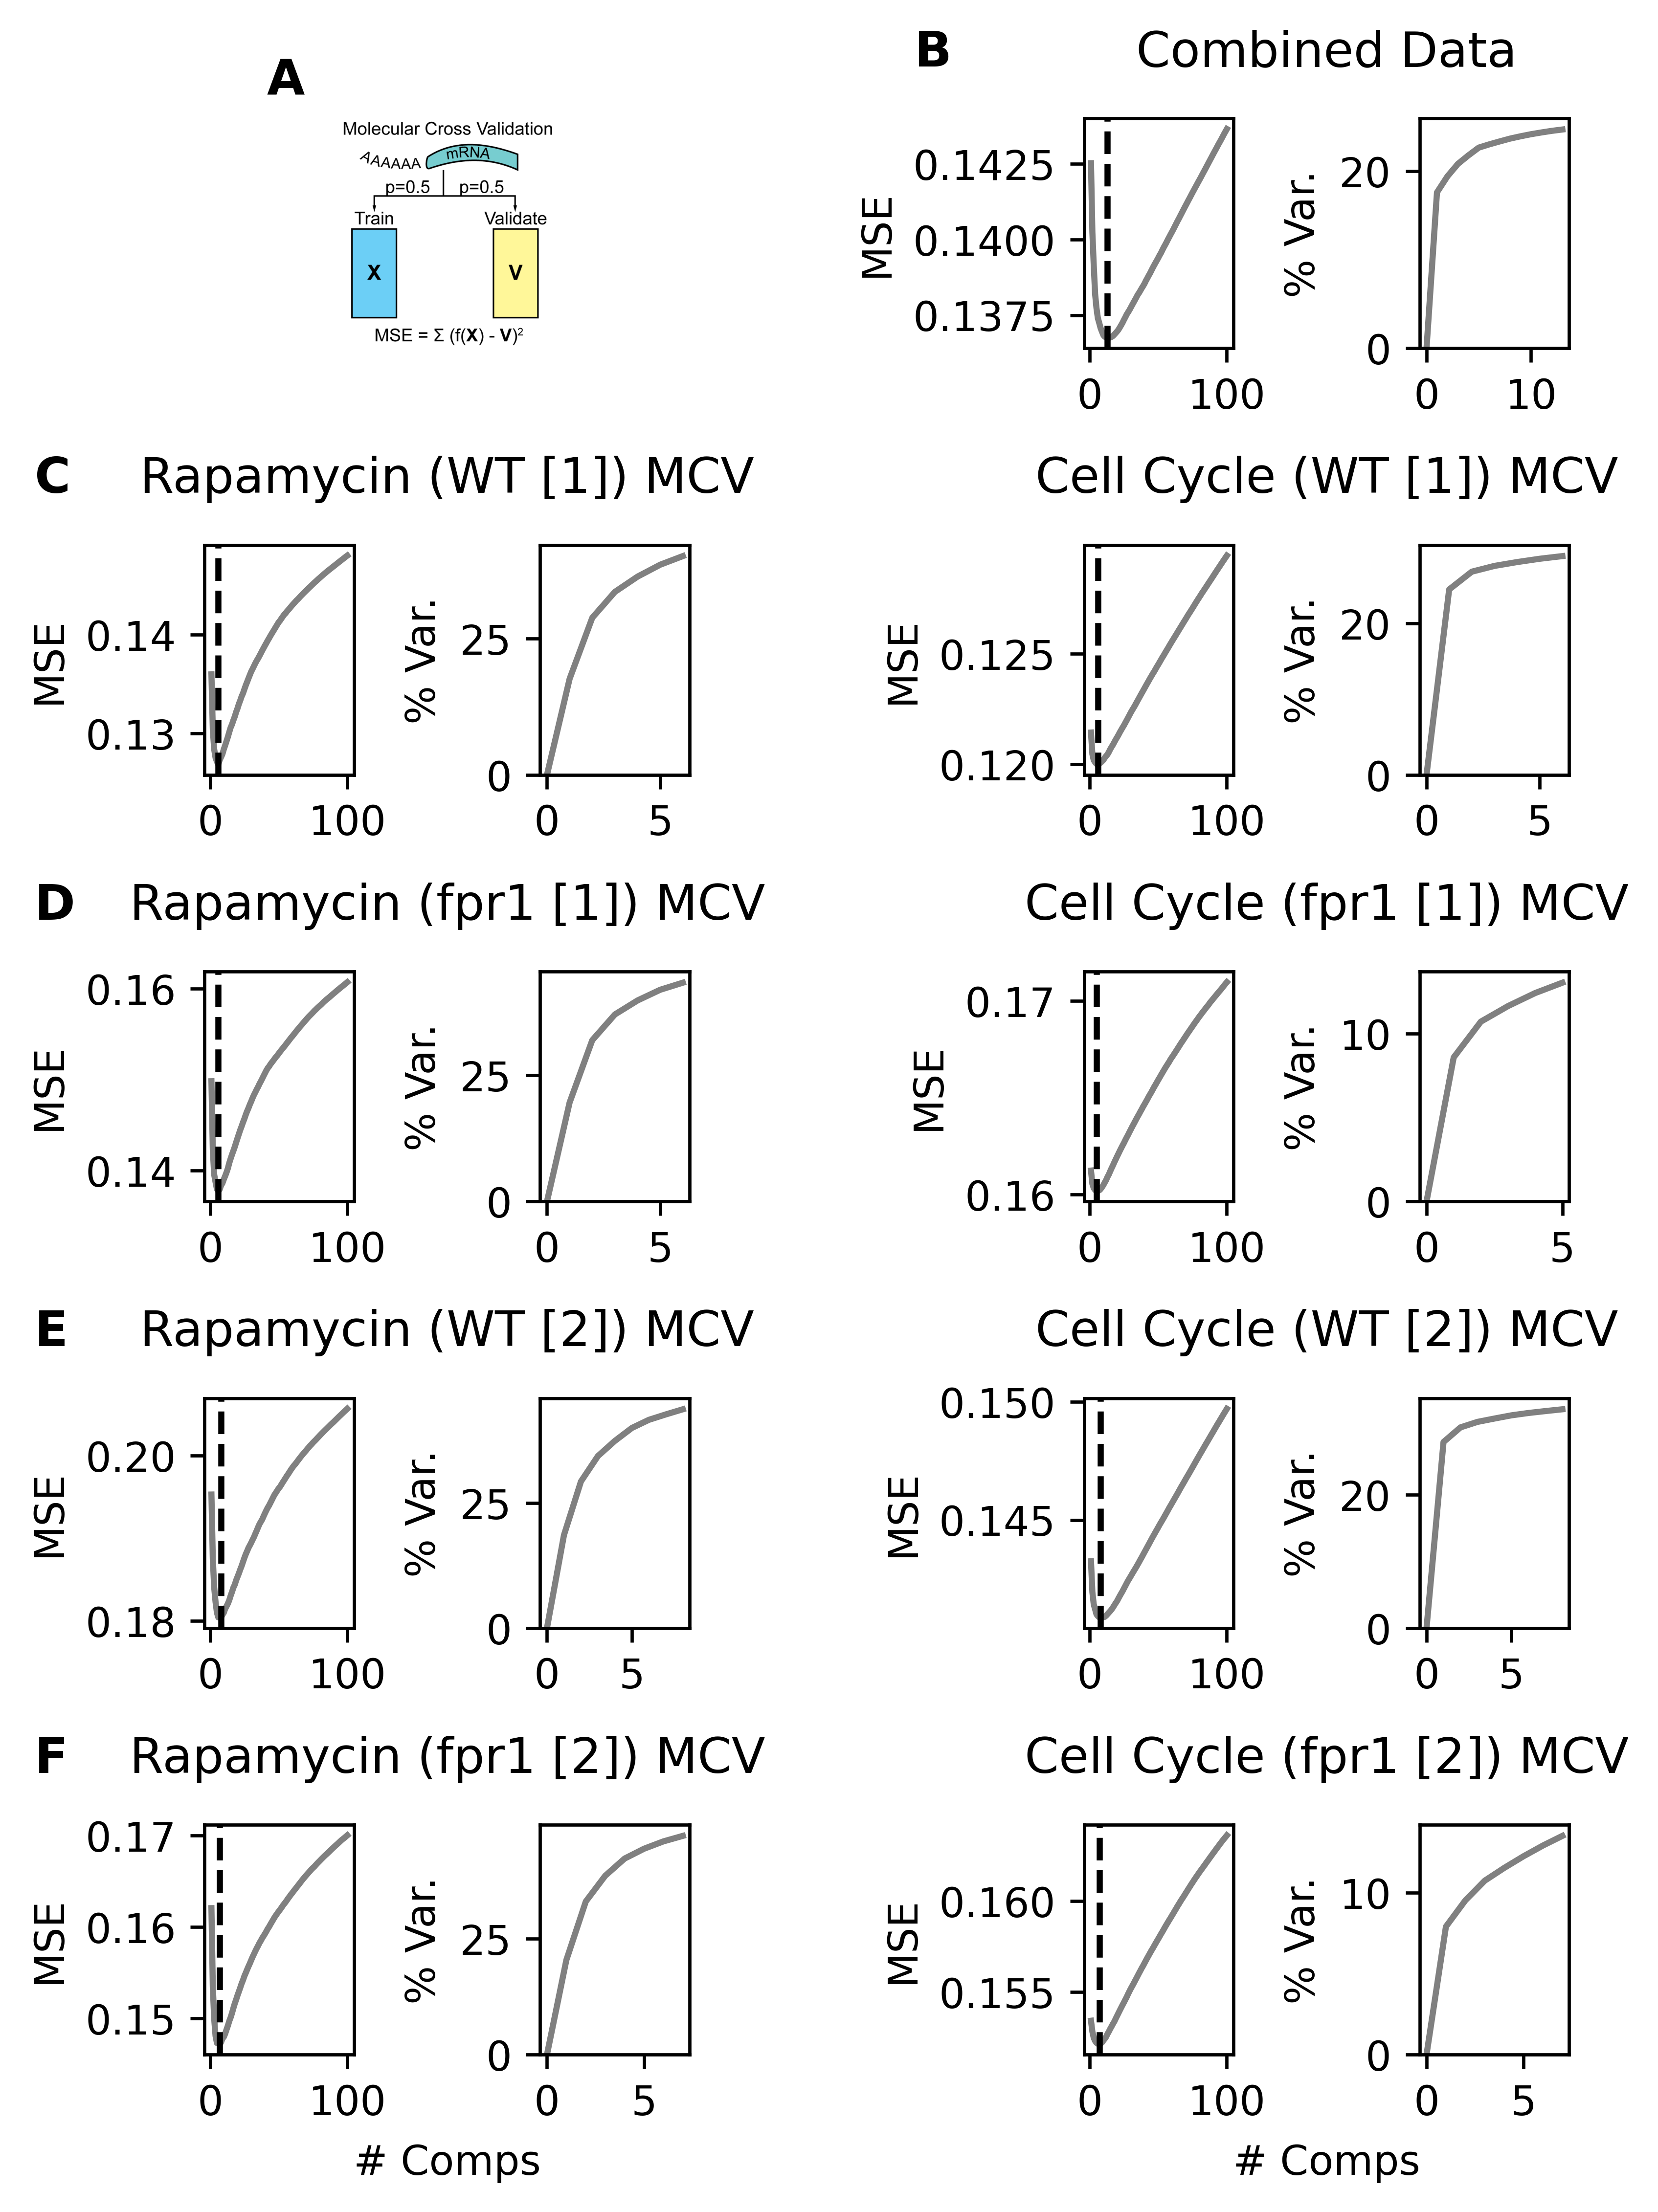 A
Molecular Cross Validation
AAAAAA mRNA
p=0.5 p=0.5
Train Validate
X V
MSE = Σ (f(X) - V)²
B Combined Data
MSE
0.1425
0.1400
0.1375
0 100
% Var.
20
0
0 10
C Rapamycin (WT [1]) MCV
MSE
0.14
0.13
0 100
% Var.
25
0
0 5
Cell Cycle (WT [1]) MCV
MSE
0.125
0.120
0 100
% Var.
20
0
0 5
D Rapamycin (fpr1 [1]) MCV
MSE
0.16
0.14
0 100
% Var.
25
0
0 5
Cell Cycle (fpr1 [1]) MCV
MSE
0.17
0.16
0 100
% Var.
10
0
0 5
E Rapamycin (WT [2]) MCV
MSE
0.20
0.18
0 100
% Var.
25
0
0 5
Cell Cycle (WT [2]) MCV
MSE
0.150
0.145
0 100
% Var.
20
0
0 5
F Rapamycin (fpr1 [2]) MCV
MSE
0.17
0.16
0.15
0 100
% Var.
25
0
0 5
# Comps
Cell Cycle (fpr1 [2]) MCV
MSE
0.160
0.155
0 100
% Var.
10
0
0 5
# Comps